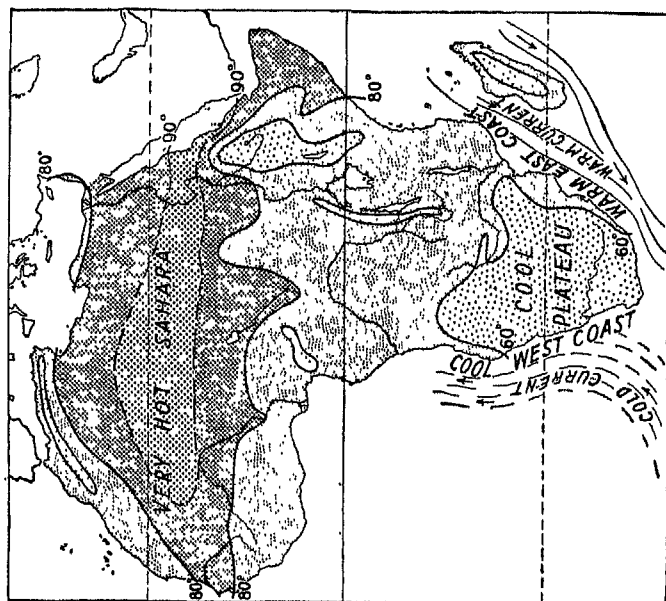 80°
90°
90°
80°
80°
80°
VERY HOT SAHARA
WARM EAST COAST
WARM CURRENT
COOL
PLATEAU
60°
60°
COOL
WEST COAST
COLD CURRENT